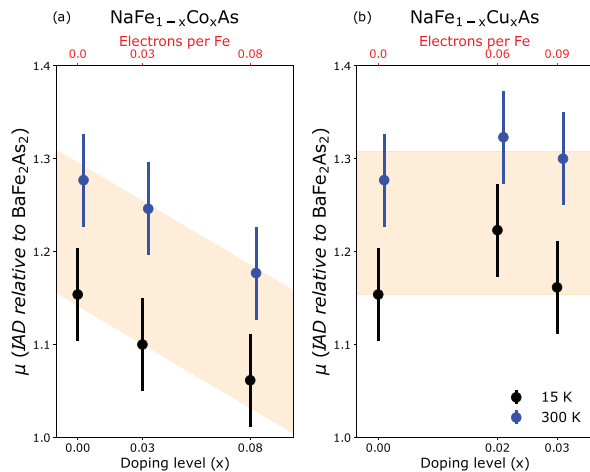 (a) NaFe₁₋ₓCoₓAs
Electrons per Fe
0.0 0.03 0.08
1.4
1.3
1.2
1.1
1.0
μ (IAD relative to BaFe₂As₂)
0.00 0.03 0.08
Doping level (x)
(b) NaFe₁₋ₓCuₓAs
Electrons per Fe
0.0 0.06 0.09
1.4
1.3
1.2
1.1
1.0
μ (IAD relative to BaFe₂As₂)
15 K
300 K
0.00 0.02 0.03
Doping level (x)